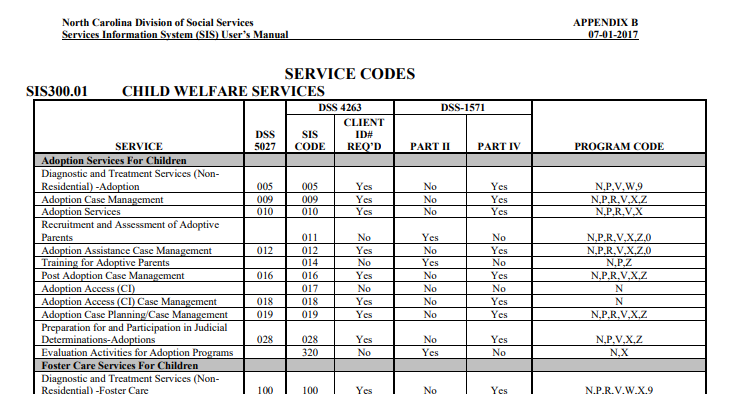 North Carolina Division of Social Services APPENDIX B
Services Information System (SIS) User's Manual 07-01-2017
SERVICE CODES
SIS300.01 CHILD WELFARE SERVICES
DSS 4263 DSS-1571
SERVICE DSS 5027 SIS CODE CLIENT ID# REQ'D PART II PART IV PROGRAM CODE
Adoption Services For Children
Diagnostic and Treatment Services (Non-
Residential) -Adoption 005 005 Yes No Yes N,P,V,W,9
Adoption Case Management 009 009 Yes No Yes N,P,R,V,X,Z
Adoption Services 010 010 Yes No Yes N,P,R,V,X
Recruitment and Assessment of Adoptive
Parents 011 No Yes No N,P,R,V,X,Z,0
Adoption Assistance Case Management 012 012 Yes No Yes N,P,R,V,X,Z,0
Training for Adoptive Parents 014 No Yes No N,P,Z
Post Adoption Case Management 016 016 Yes No Yes N,P,R,V,X,Z
Adoption Access (CI) 017 No No No N
Adoption Access (CI) Case Management 018 018 Yes No Yes N
Adoption Case Planning/Case Management 019 019 Yes No Yes N,P,R,V,X,Z
Preparation for and Participation in Judicial
Determinations-Adoptions 028 028 Yes No Yes N,P,V,X,Z
Evaluation Activities for Adoption Programs 320 No Yes No N,X
Foster Care Services For Children
Diagnostic and Treatment Services (Non-
Residential) -Foster Care 100 100 Yes No Yes N,P,R,V,W,X,9